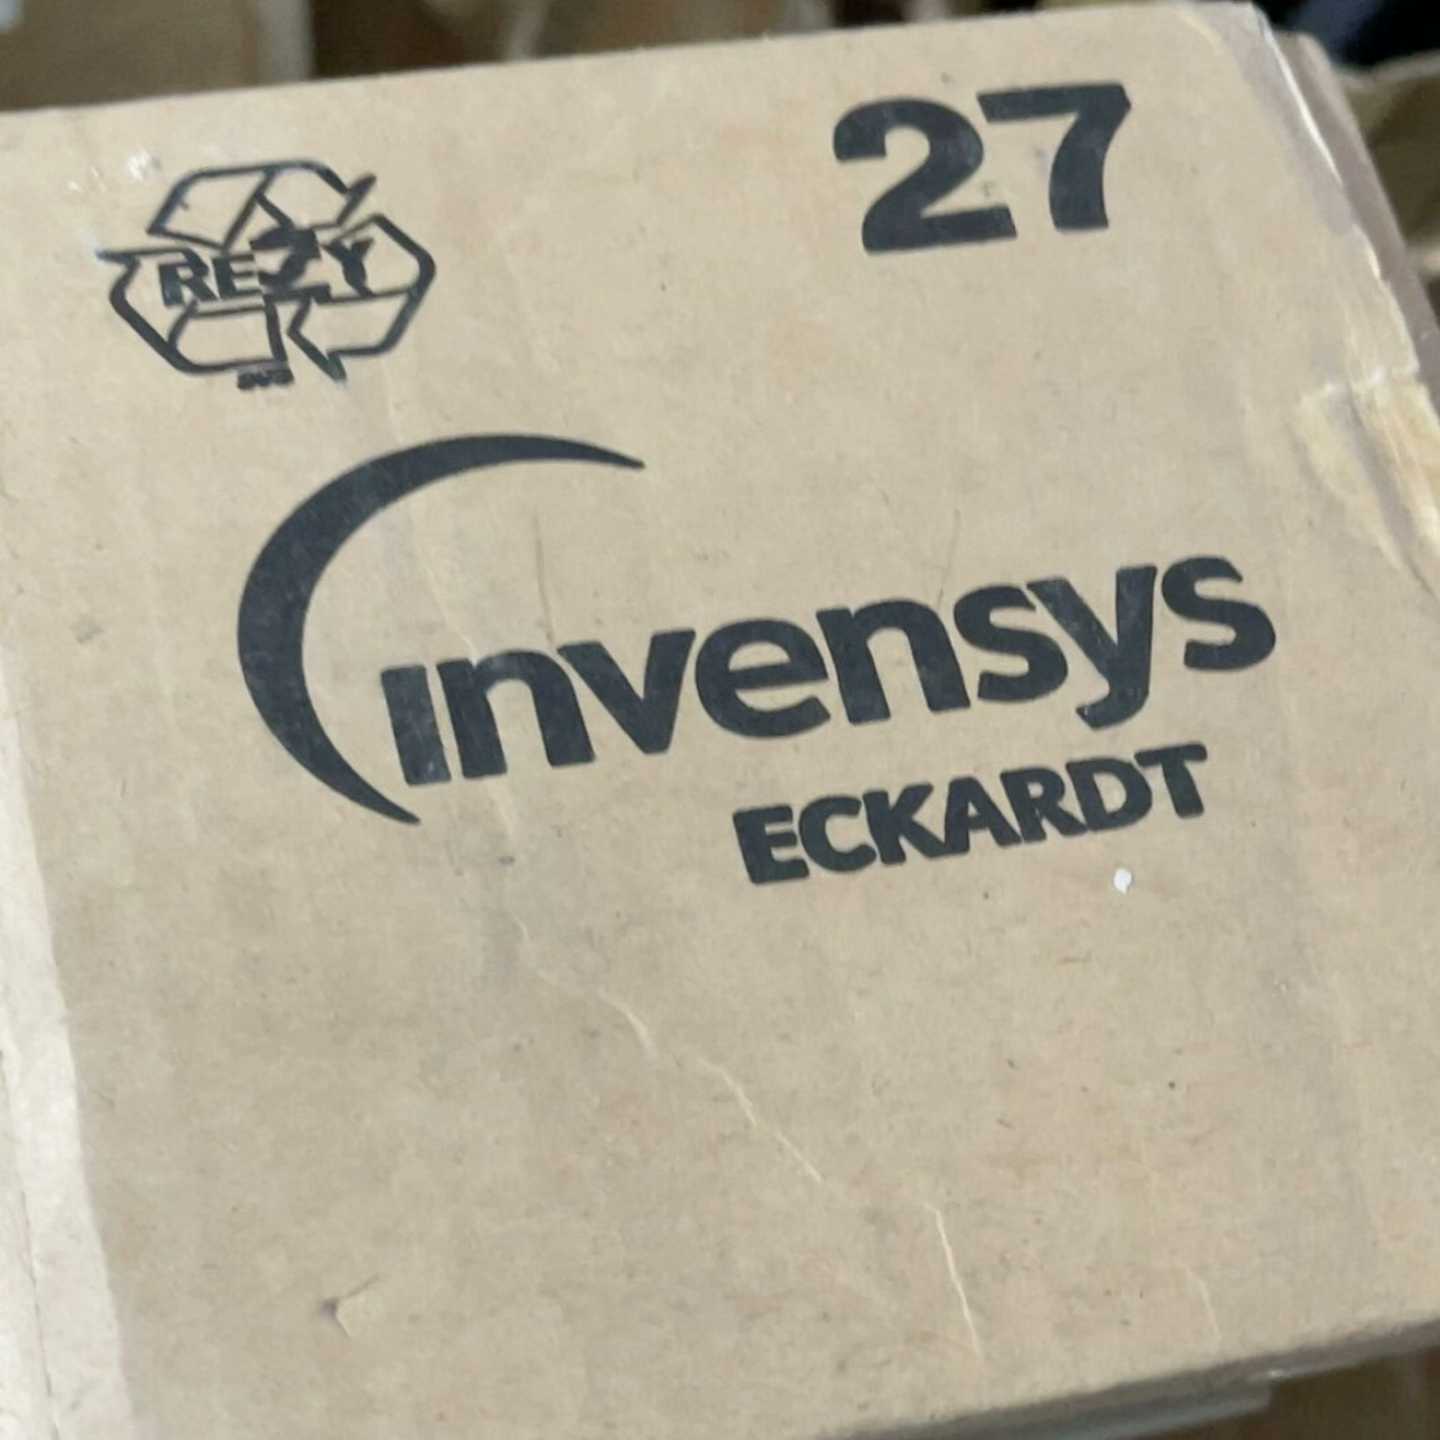 27
REZY
invensys
ECKARDT